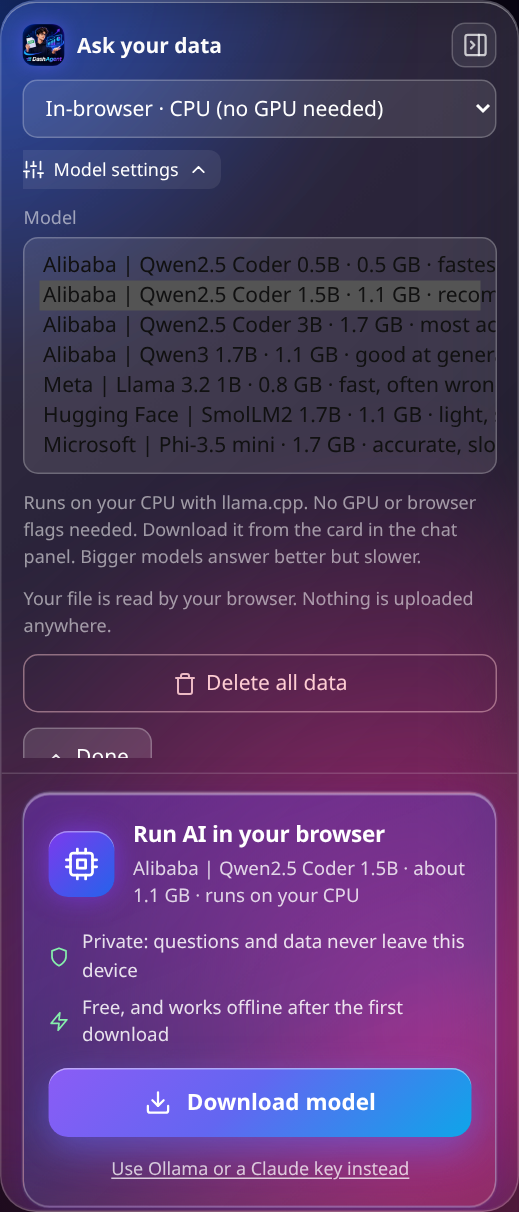 DashAgent
Ask your data
In-browser · CPU (no GPU needed)
Model settings
Model
Alibaba | Qwen2.5 Coder 0.5B · 0.5 GB · fastes
Alibaba | Qwen2.5 Coder 1.5B · 1.1 GB · recom
Alibaba | Qwen2.5 Coder 3B · 1.7 GB · most ac
Alibaba | Qwen3 1.7B · 1.1 GB · good at gener
Meta | Llama 3.2 1B · 0.8 GB · fast, often wron
Hugging Face | SmolLM2 1.7B · 1.1 GB · light,
Microsoft | Phi-3.5 mini · 1.7 GB · accurate, slo
Runs on your CPU with llama.cpp. No GPU or browser
flags needed. Download it from the card in the chat
panel. Bigger models answer better but slower.
Your file is read by your browser. Nothing is uploaded
anywhere.
Delete all data
Done
Run AI in your browser
Alibaba | Qwen2.5 Coder 1.5B · about
1.1 GB · runs on your CPU
Private: questions and data never leave this
device
Free, and works offline after the first
download
Download model
Use Ollama or a Claude key instead